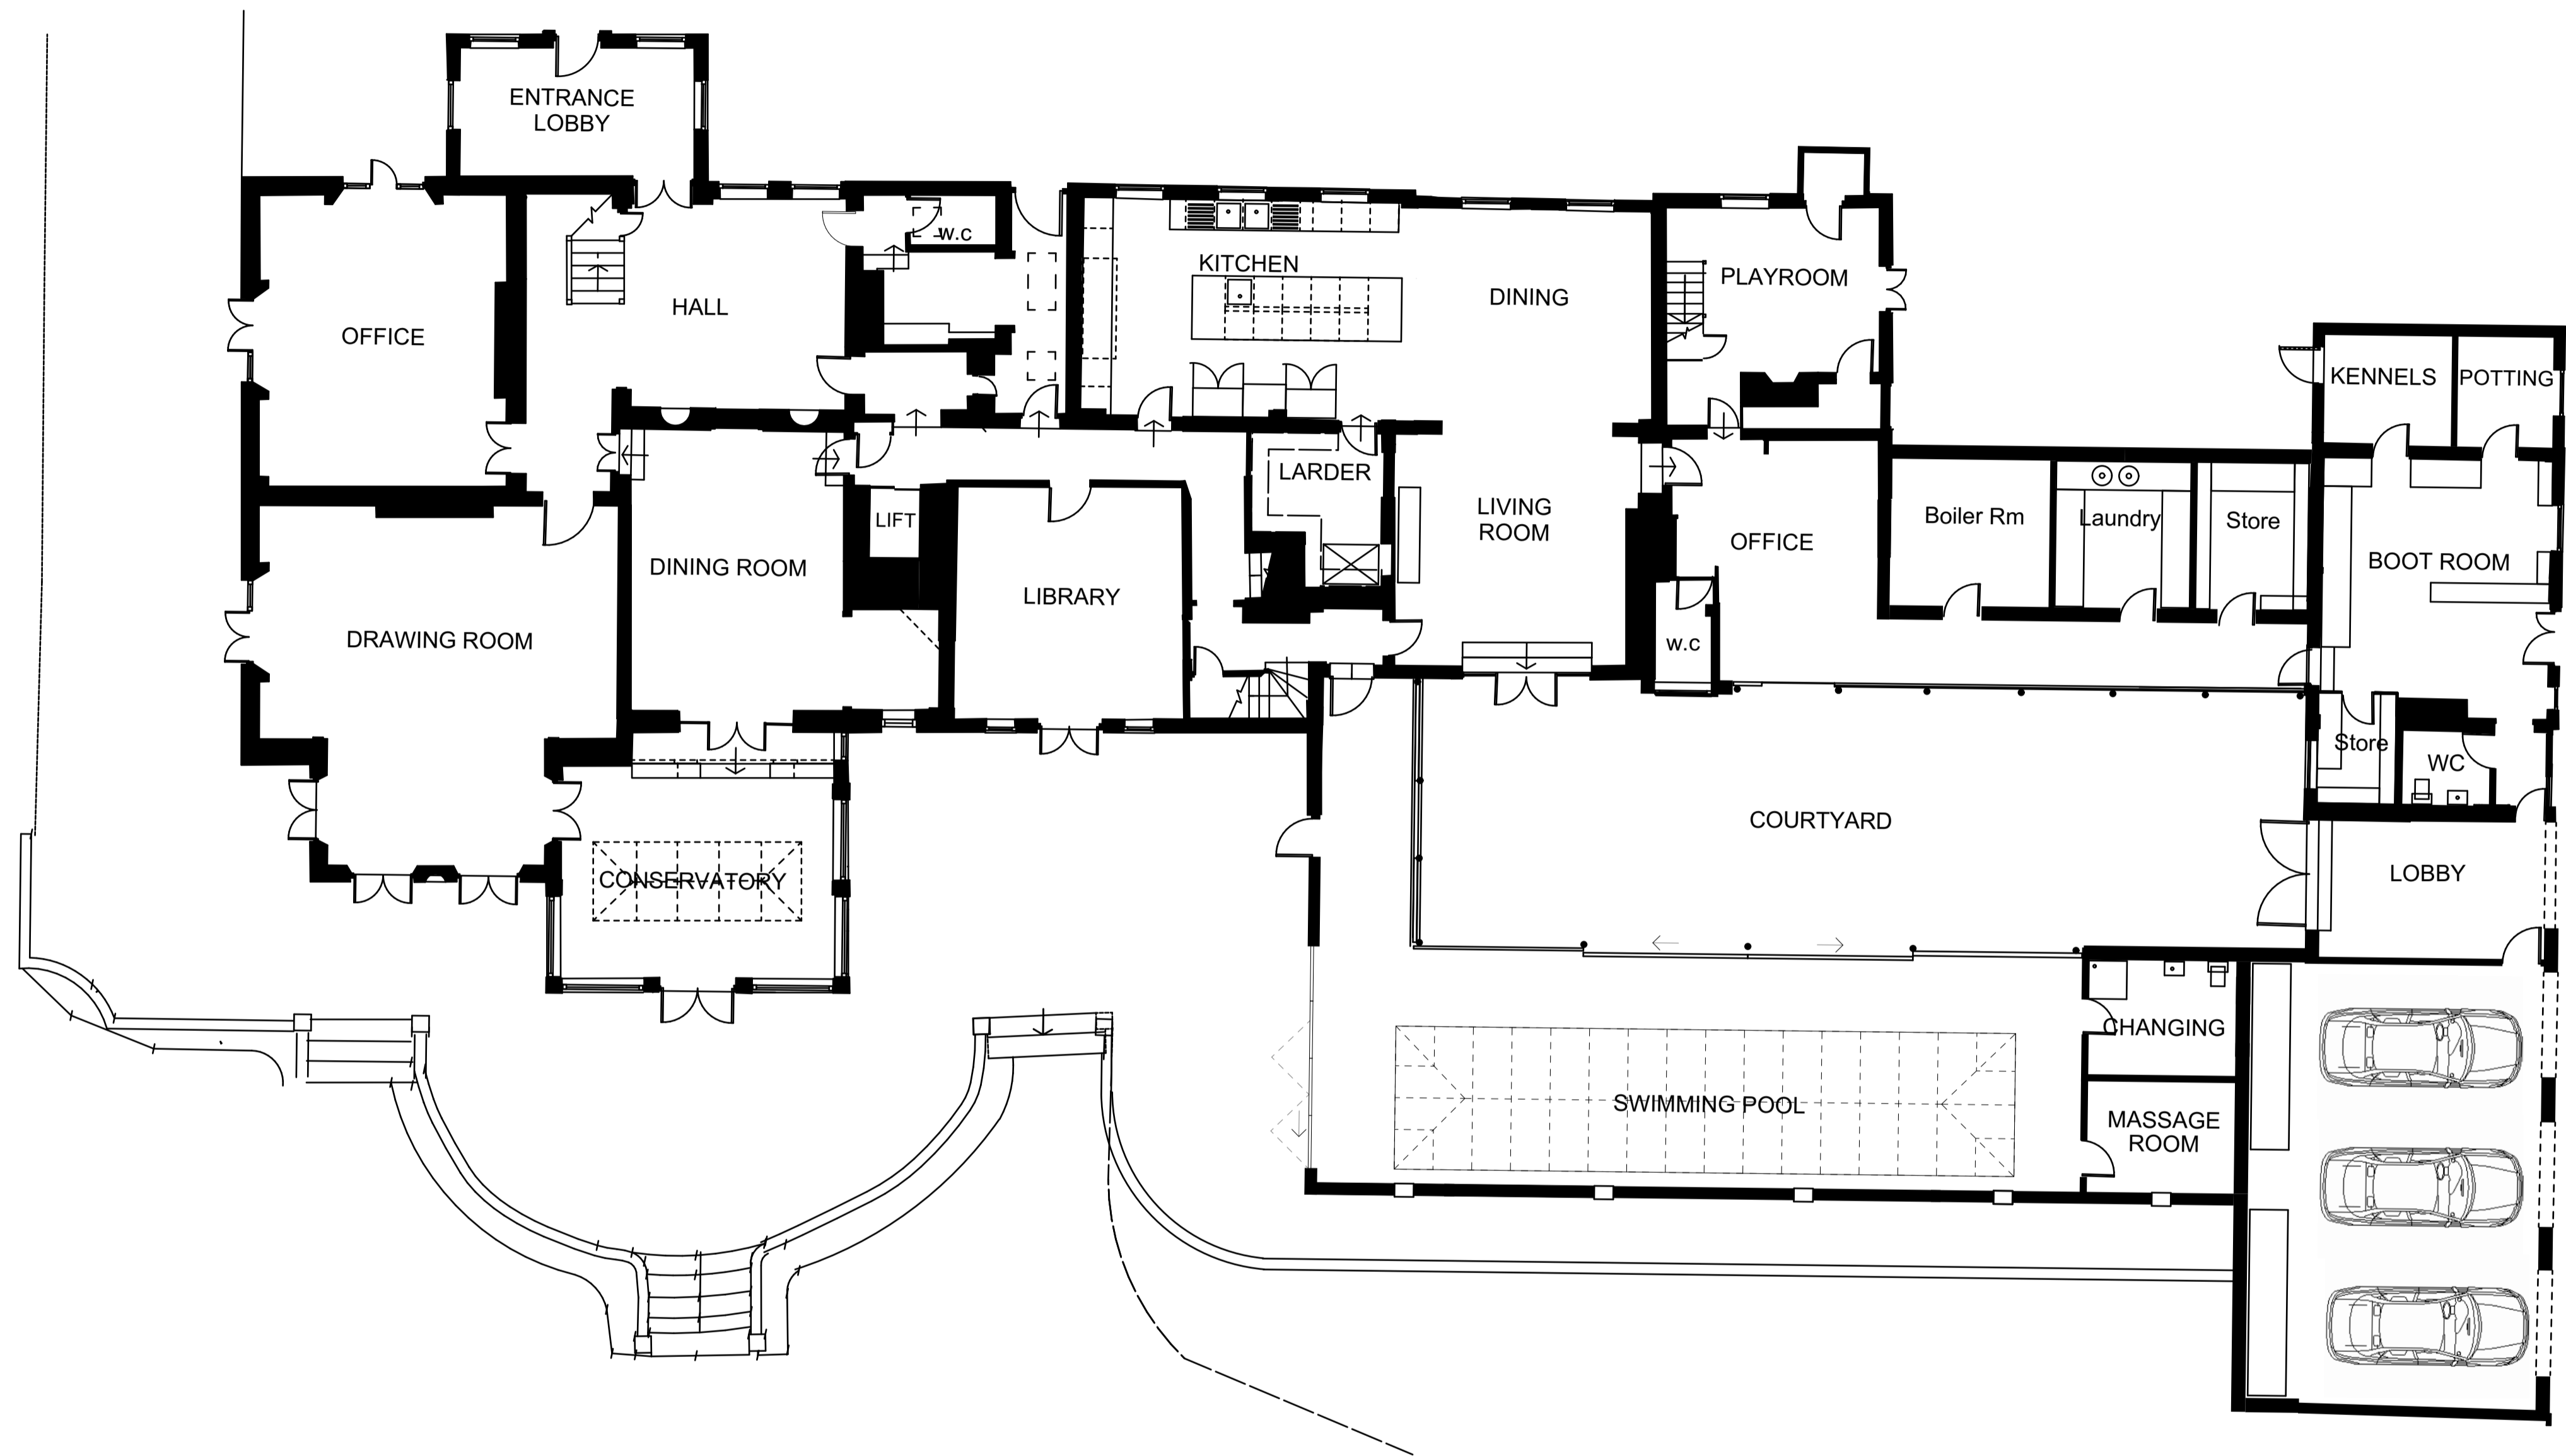 ENTRANCE
LOBBY
w.c
KITCHEN
DINING
PLAYROOM
HALL
OFFICE
KENNELS
POTTING
LARDER
LIVING
ROOM
LIFT
Boiler Rm
Laundry
Store
OFFICE
BOOT ROOM
DINING ROOM
LIBRARY
DRAWING ROOM
w.c
Store
WC
COURTYARD
LOBBY
CONSERVATORY
CHANGING
SWIMMING POOL
MASSAGE
ROOM